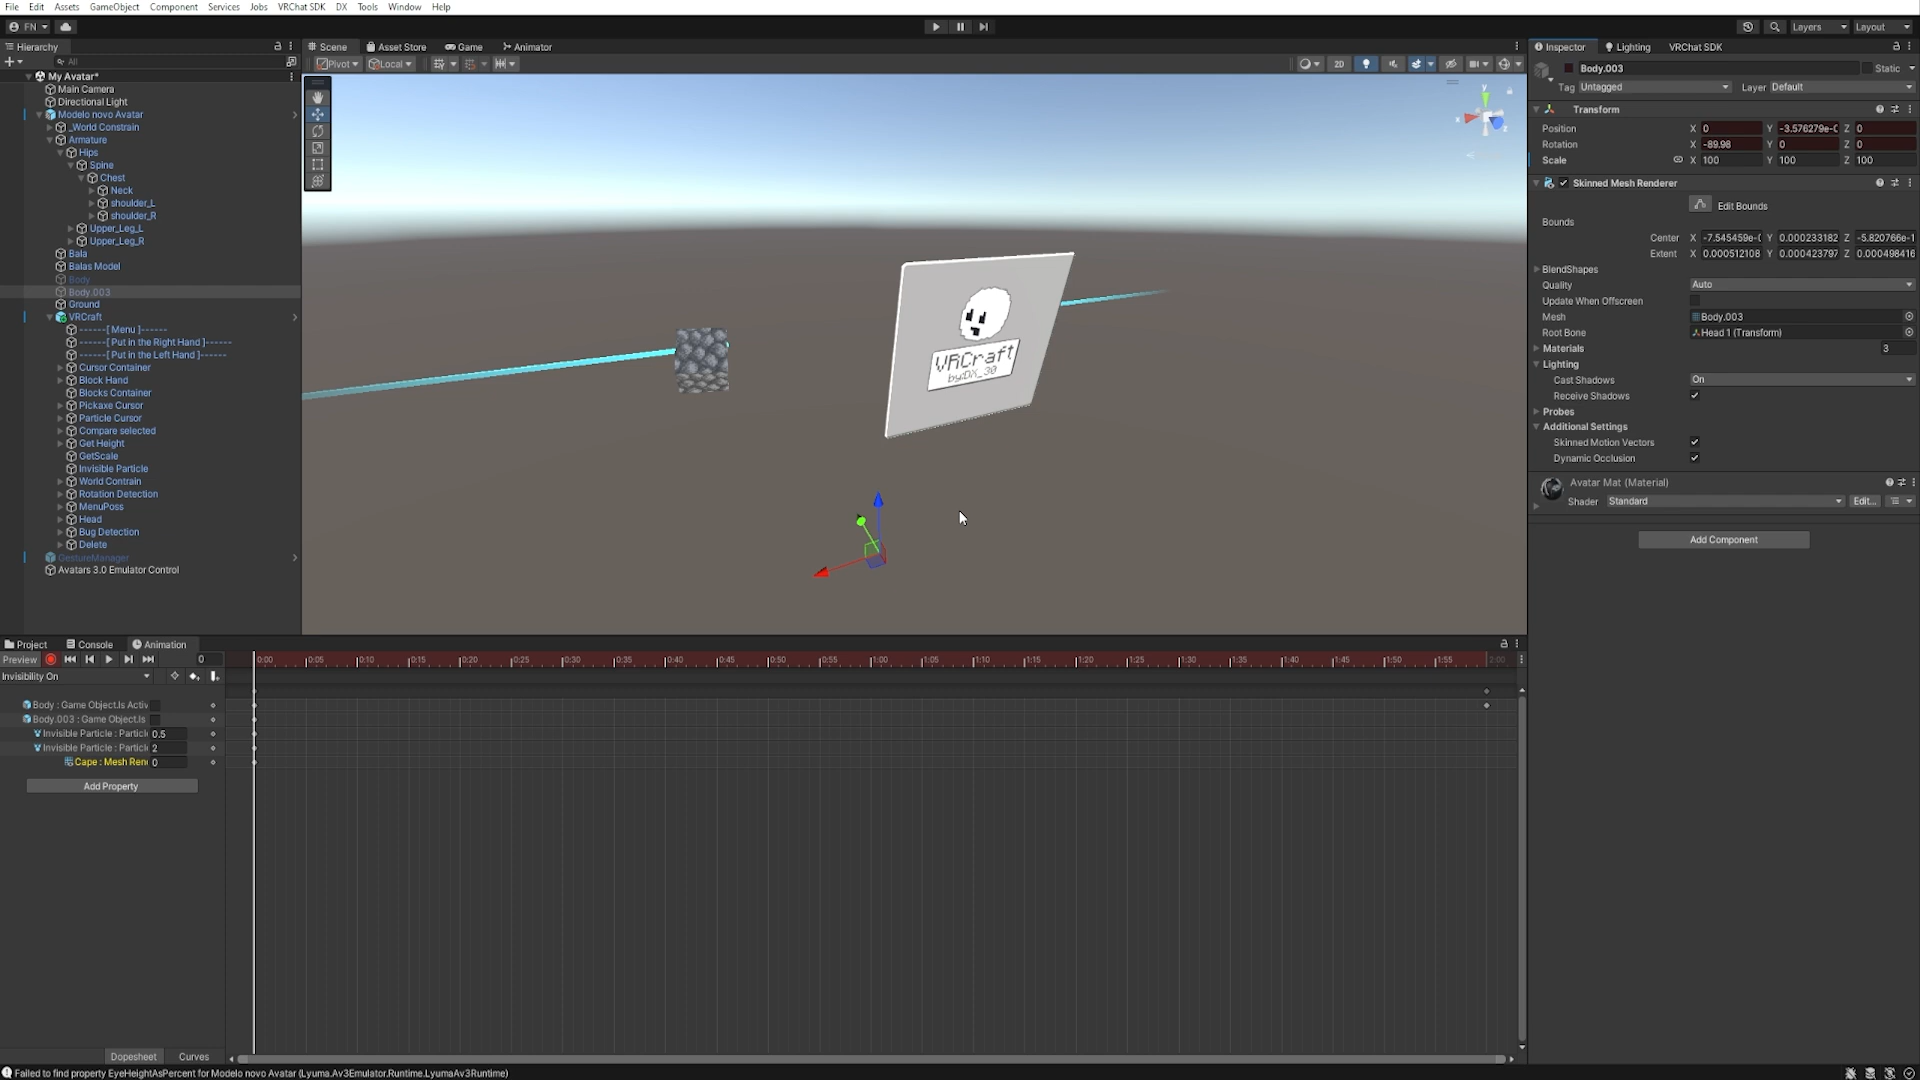 File Edit Assets GameObject Component Services Jobs VRChat SDK DX Tools Window Help
FN Layers Layout
Hierarchy
All
My Avatar*
Main Camera
Directional Light
Modelo novo Avatar
_World Constrain
Armature
Hips
Spine
Chest
Neck
shoulder_L
shoulder_R
Upper_Leg_L
Upper_Leg_R
Bala
Balas Model
Body
Body.003
Ground
VRCraft
------[ Menu ]------
------[ Put in the Right Hand ]------
------[ Put in the Left Hand ]------
Cursor Container
Block Hand
Blocks Container
Pickaxe Cursor
Particle Cursor
Compare selected
Get Height
GetScale
Invisible Particle
World Contrain
Rotation Detection
MenuPoss
Head
Bug Detection
Delete
GestureManager
Avatars 3.0 Emulator Control
Scene Asset Store Game Animator
Pivot Local 2D
y
x
z
VRCraft
by:DX_30
Inspector Lighting VRChat SDK
Body.003 Static
Tag Untagged Layer Default
Transform
Position X 0 Y -3.576279e-0 Z 0
Rotation X -89.98 Y 0 Z 0
Scale X 100 Y 100 Z 100
Skinned Mesh Renderer
Edit Bounds
Bounds
Center X -7.545459e-0 Y 0.000233182 Z -5.820766e-1
Extent X 0.000512108 Y 0.000423797 Z 0.000498416
BlendShapes
Quality Auto
Update When Offscreen
Mesh Body.003
Root Bone Head 1 (Transform)
Materials 3
Lighting
Cast Shadows On
Receive Shadows
Probes
Additional Settings
Skinned Motion Vectors
Dynamic Occlusion
Avatar Mat (Material)
Shader Standard Edit...
Add Component
Project Console Animation
Preview 0
0:00 0:05 0:10 0:15 0:20 0:25 0:30 0:35 0:40 0:45 0:50 0:55 1:00 1:05 1:10 1:15 1:20 1:25 1:30 1:35 1:40 1:45 1:50 1:55 2:00
Invisibility On
Body : Game Object.Is Activ
Body.003 : Game Object.Is
Invisible Particle : Particle 0.5
Invisible Particle : Particle 2
Cape : Mesh Ren 0
Add Property
Dopesheet Curves
Failed to find property EyeHeightAsPercent for Modelo novo Avatar (Lyuma.Av3Emulator.Runtime.LyumaAv3Runtime)